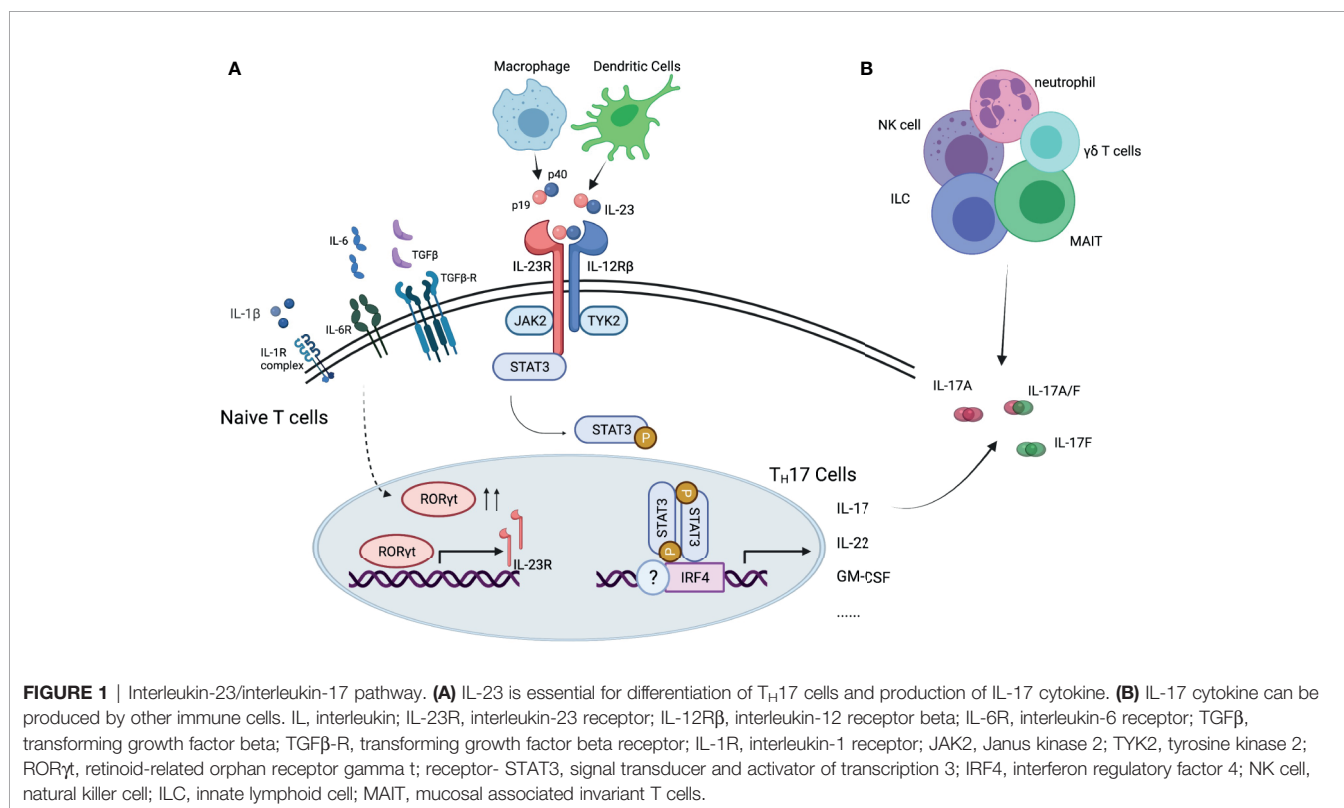 A
Macrophage
Dendritic Cells
p40
p19
IL-23
IL-6
TGFβ
IL-23R
IL-12Rβ
TGFβ-R
IL-1β
IL-6R
JAK2
TYK2
IL-1R
complex
STAT3
Naive T cells
STAT3
P
RORγt
RORγt
IL-23R
STAT3
P
STAT3
P
?
IRF4
TH17 Cells
IL-17
IL-22
GM-CSF
......
B
neutrophil
NK cell
γδ T cells
ILC
MAIT
IL-17A
IL-17A/F
IL-17F
FIGURE 1 | Interleukin-23/interleukin-17 pathway. (A) IL-23 is essential for differentiation of TH17 cells and production of IL-17 cytokine. (B) IL-17 cytokine can be
produced by other immune cells. IL, interleukin; IL-23R, interleukin-23 receptor; IL-12Rβ, interleukin-12 receptor beta; IL-6R, interleukin-6 receptor; TGFβ,
transforming growth factor beta; TGFβ-R, transforming growth factor beta receptor; IL-1R, interleukin-1 receptor; JAK2, Janus kinase 2; TYK2, tyrosine kinase 2;
RORγt, retinoid-related orphan receptor gamma t; receptor- STAT3, signal transducer and activator of transcription 3; IRF4, interferon regulatory factor 4; NK cell,
natural killer cell; ILC, innate lymphoid cell; MAIT, mucosal associated invariant T cells.